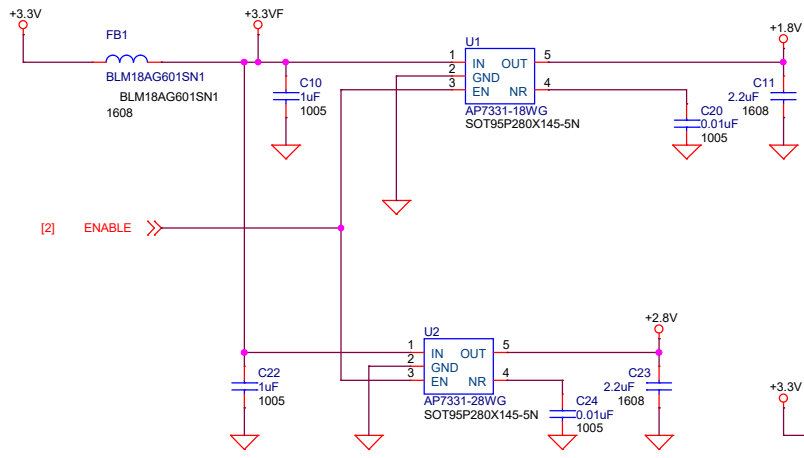 +3.3V
+3.3VF
+1.8V
FB1
BLM18AG601SN1
BLM18AG601SN1
1608
C10
1uF
1005
U1
1 IN OUT 5
2 GND
3 EN NR 4
AP7331-18WG
SOT95P280X145-5N
C20
0.01uF
1005
C11
2.2uF
1608
[2] ENABLE
+2.8V
U2
1 IN OUT 5
2 GND
3 EN NR 4
AP7331-28WG
SOT95P280X145-5N
C22
1uF
1005
C24
0.01uF
1005
C23
2.2uF
1608
+3.3V